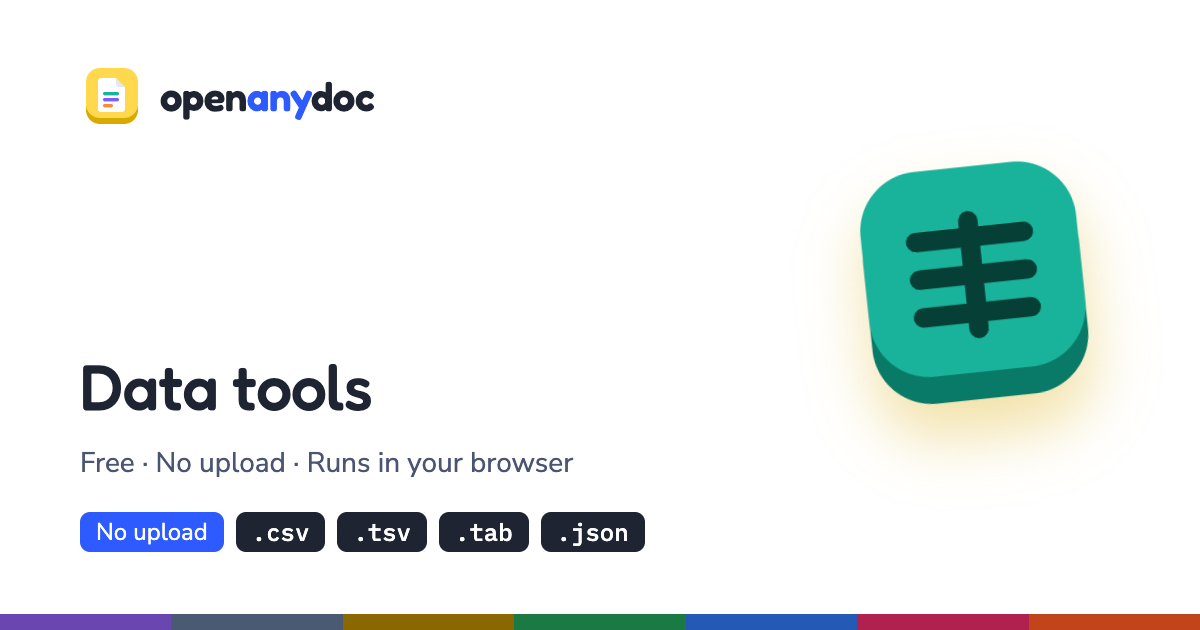 openanydoc
Data tools
Free · No upload · Runs in your browser
No upload .csv .tsv .tab .json